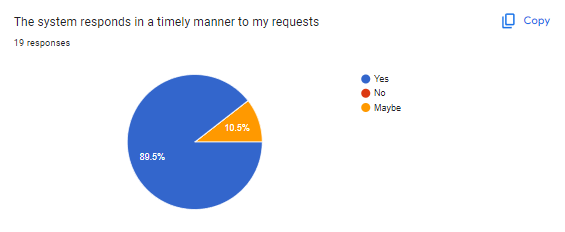 The system responds in a timely manner to my requests
Copy
19 responses
Yes
No
Maybe
10.5%
89.5%